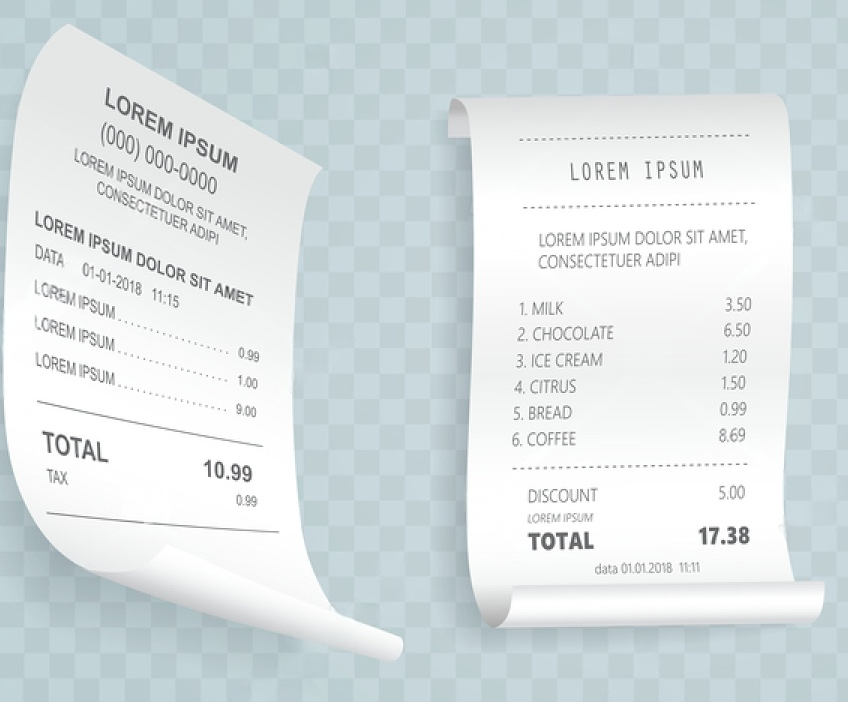 LOREM IPSUM
(000) 000-0000
LOREM IPSUM DOLOR SIT AMET,
CONSECTETUER ADIPI
LOREM IPSUM DOLOR SIT AMET
DATA 01-01-2018 11:15
LOREM IPSUM .................... 0.99
LOREM IPSUM .................... 1.00
LOREM IPSUM .................... 9.00
TOTAL 10.99
TAX 0.99
LOREM IPSUM
LOREM IPSUM DOLOR SIT AMET,
CONSECTETUER ADIPI
1. MILK 3.50
2. CHOCOLATE 6.50
3. ICE CREAM 1.20
4. CITRUS 1.50
5. BREAD 0.99
6. COFFEE 8.69
DISCOUNT 5.00
LOREM IPSUM
TOTAL 17.38
data 01.01.2018 11:11